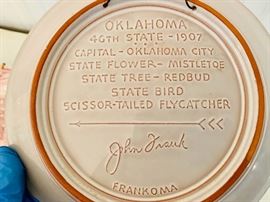 OKLAHOMA
46TH STATE - 1907
CAPITAL - OKLAHOMA CITY
STATE FLOWER - MISTLETOE
STATE TREE - REDBUD
STATE BIRD
SCISSOR-TAILED FLYCATCHER
John Frank
FRANKOMA